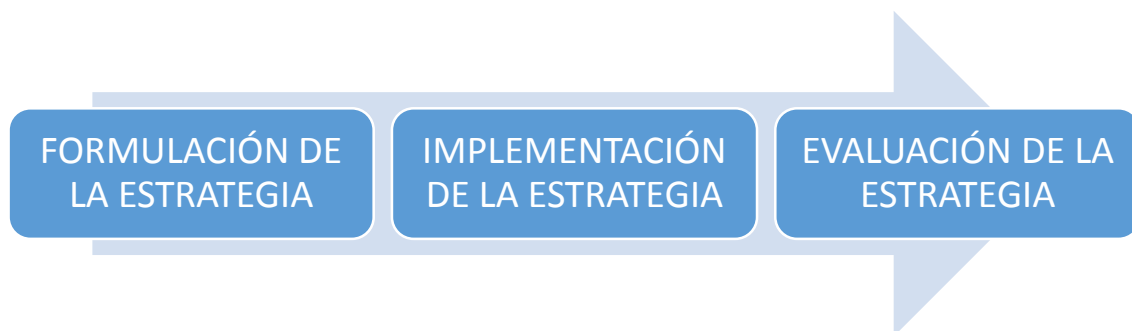 FORMULACIÓN DE
LA ESTRATEGIA
IMPLEMENTACIÓN
DE LA ESTRATEGIA
EVALUACIÓN DE LA
ESTRATEGIA